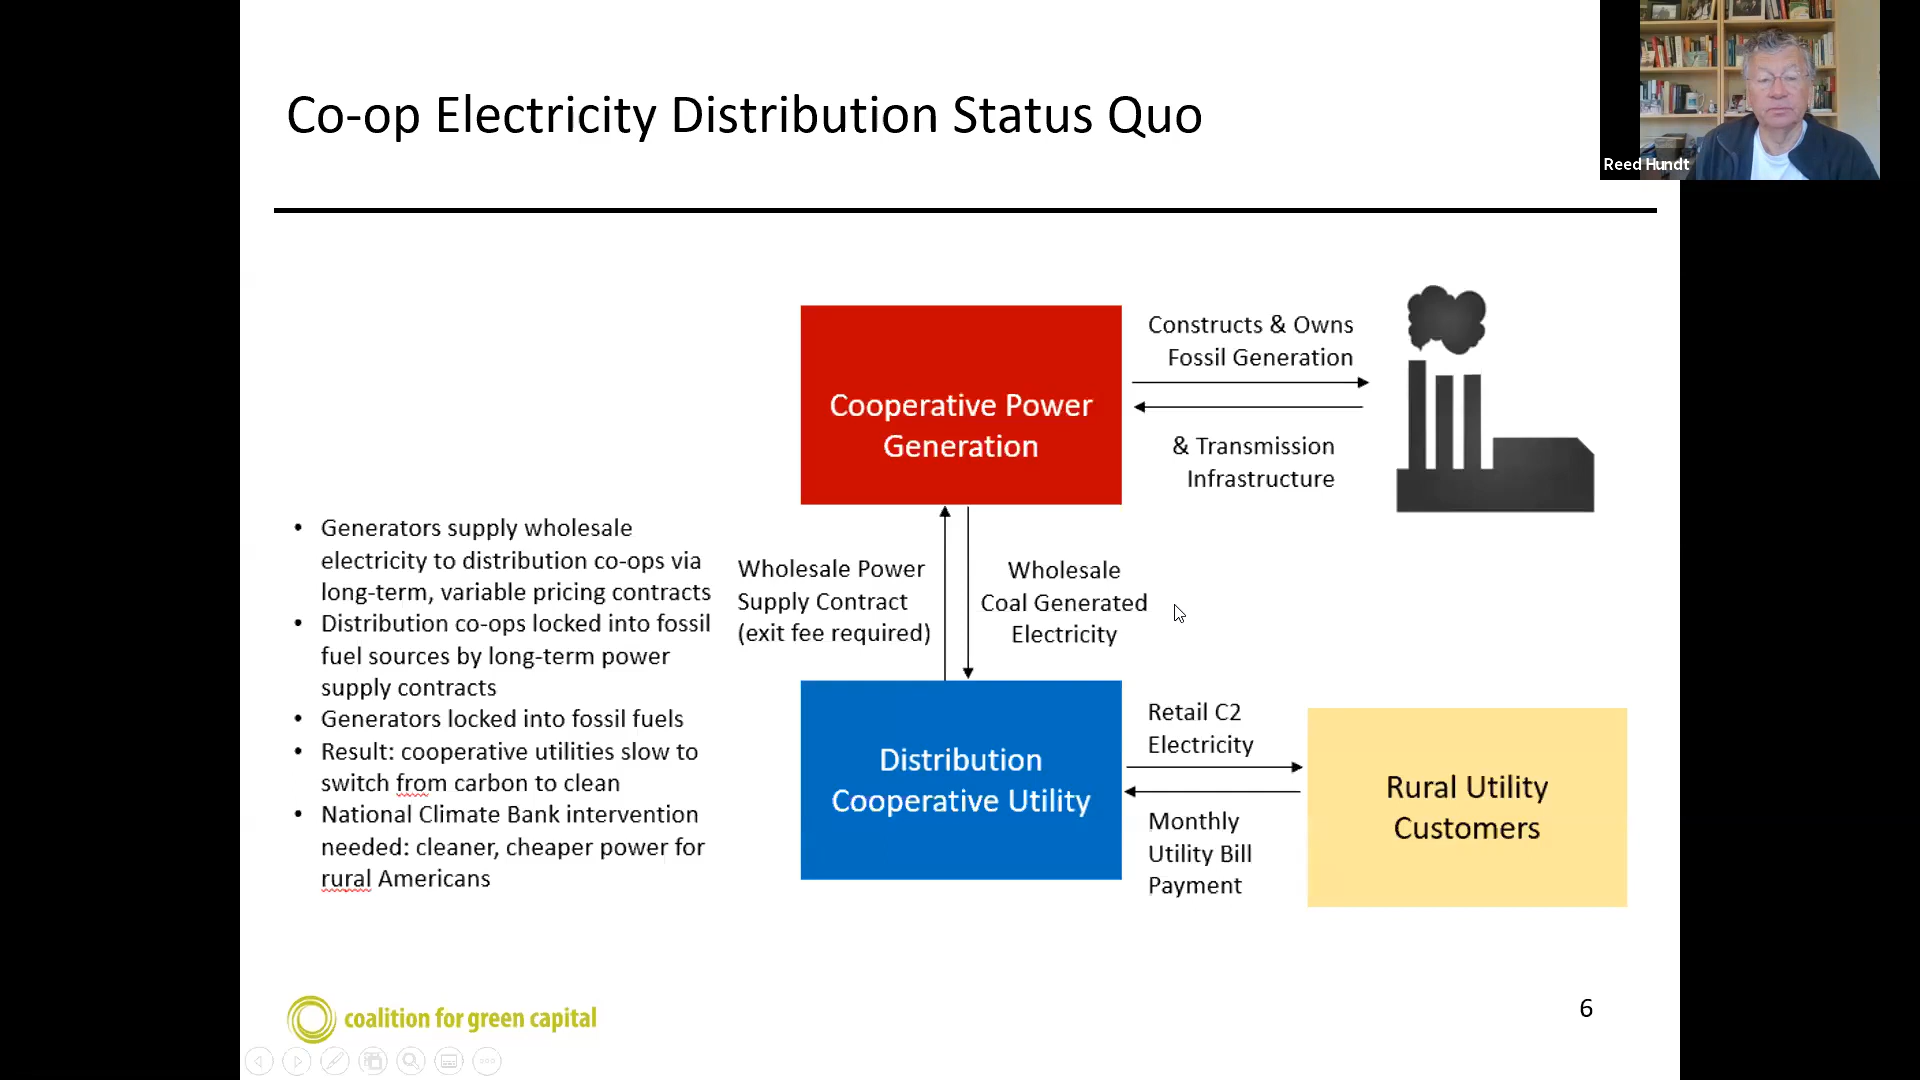 Co-op Electricity Distribution Status Quo
Reed Hundt
Constructs & Owns
Fossil Generation
& Transmission
Infrastructure
Cooperative Power
Generation
• Generators supply wholesale
electricity to distribution co-ops via
long-term, variable pricing contracts
• Distribution co-ops locked into fossil
fuel sources by long-term power
supply contracts
• Generators locked into fossil fuels
• Result: cooperative utilities slow to
switch from carbon to clean
• National Climate Bank intervention
needed: cleaner, cheaper power for
rural Americans
Wholesale Power
Supply Contract
(exit fee required)
Wholesale
Coal Generated
Electricity
Distribution
Cooperative Utility
Retail C2
Electricity
Monthly
Utility Bill
Payment
Rural Utility
Customers
coalition for green capital
6